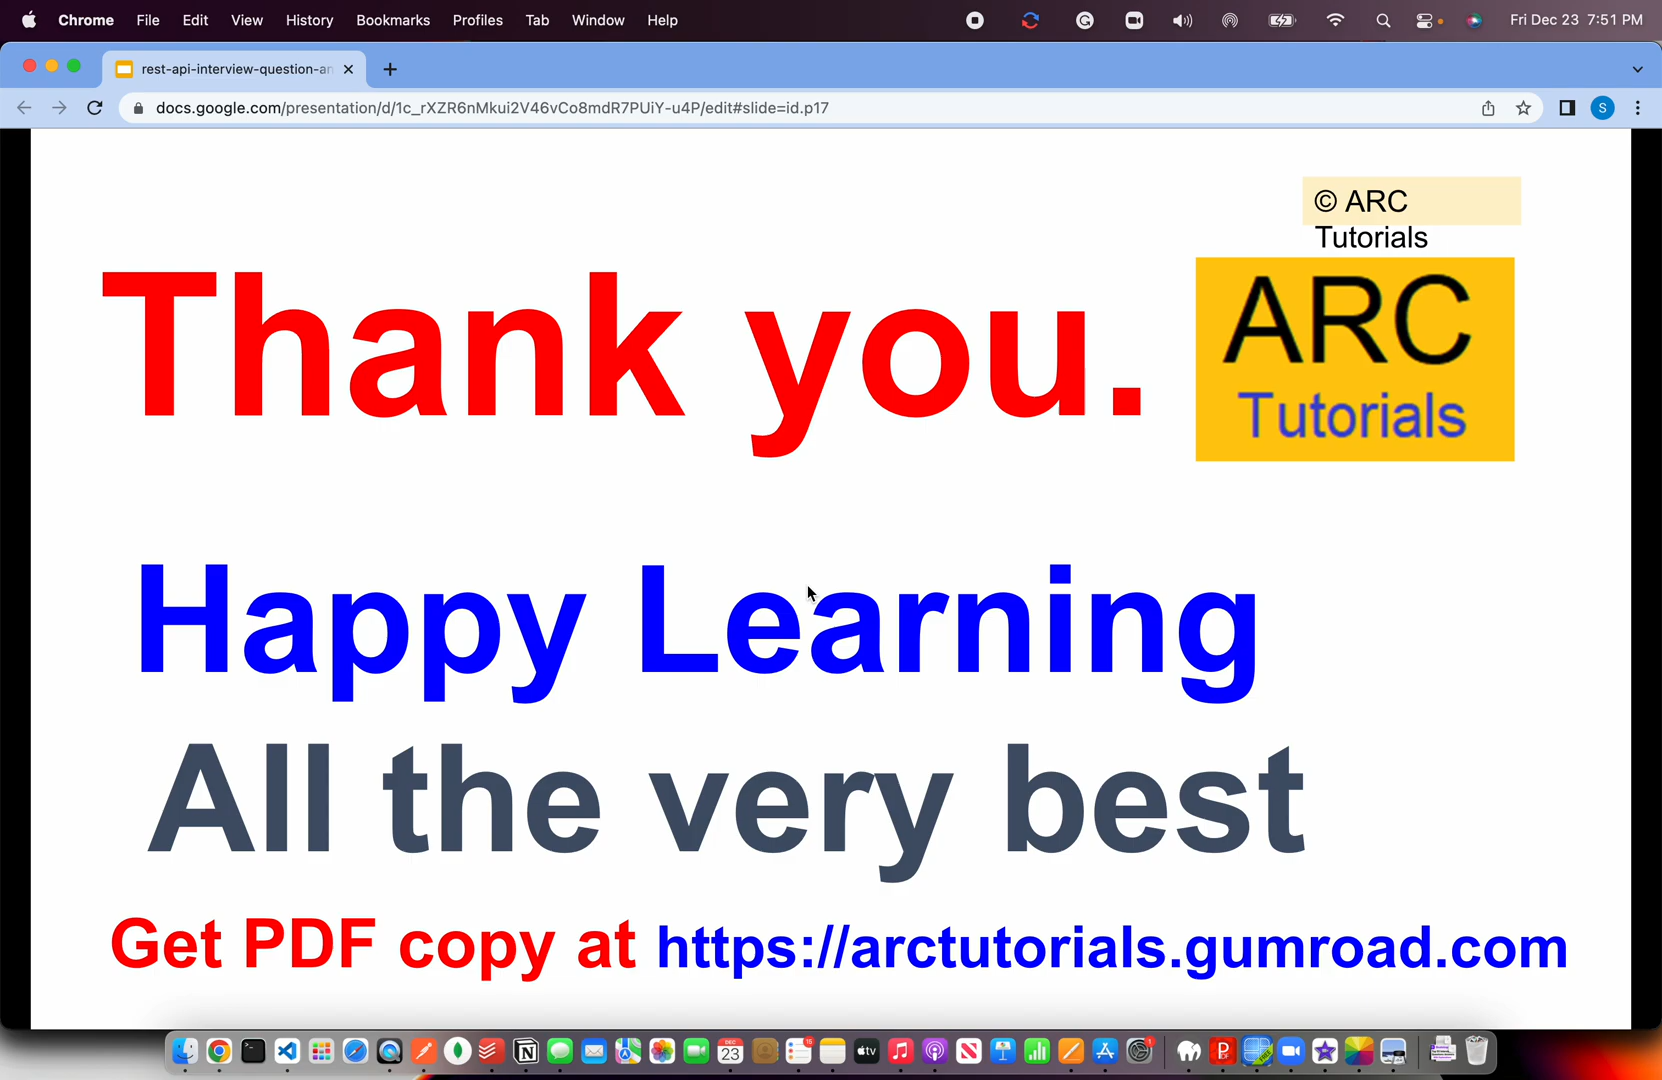 Chrome File Edit View History Bookmarks Profiles Tab Window Help Fri Dec 23 7:51 PM
rest-api-interview-question-an
docs.google.com/presentation/d/1c_rXZR6nMkui2V46vCo8mdR7PUiY-u4P/edit#slide=id.p17
S
© ARC
Tutorials
Thank you.
ARC
Tutorials
Happy Learning
All the very best
Get PDF copy at https://arctutorials.gumroad.com